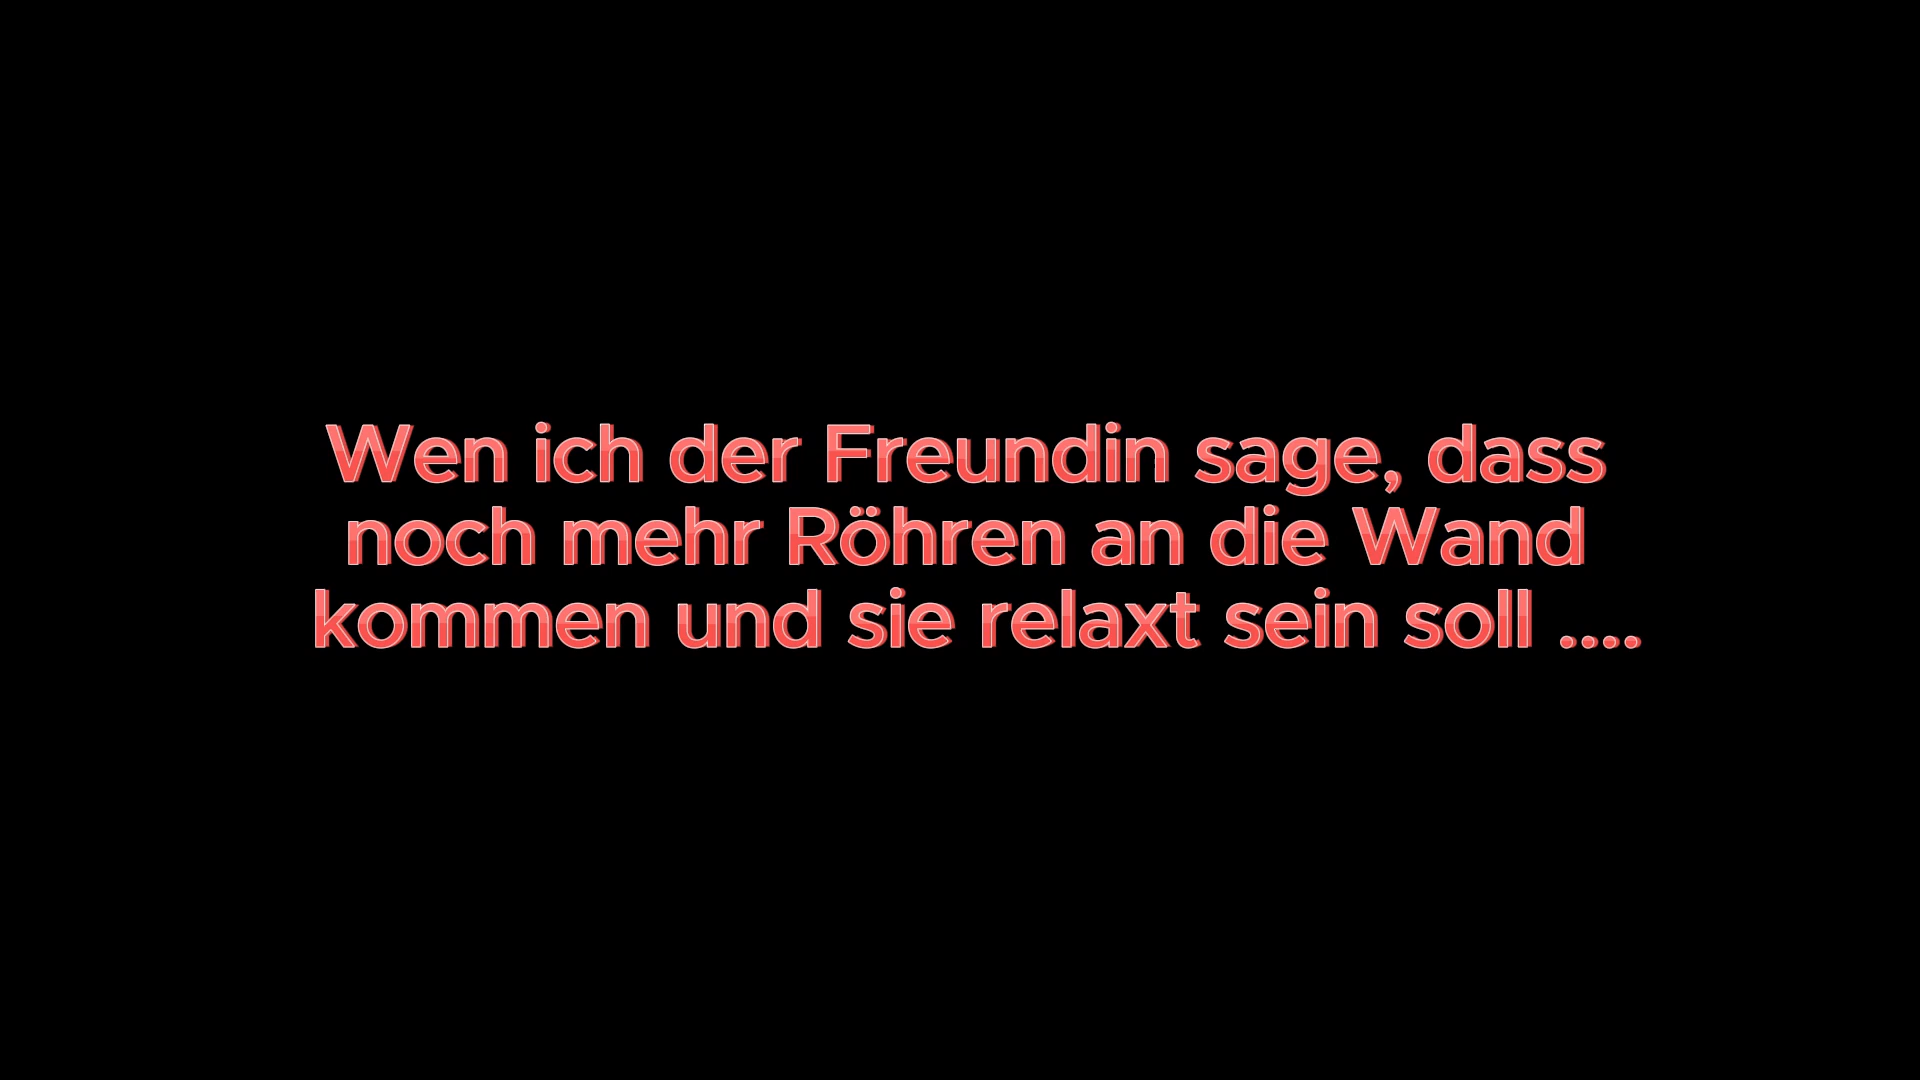 Wen ich der Freundin sage, dass
noch mehr Röhren an die Wand
kommen und sie relaxt sein soll ....